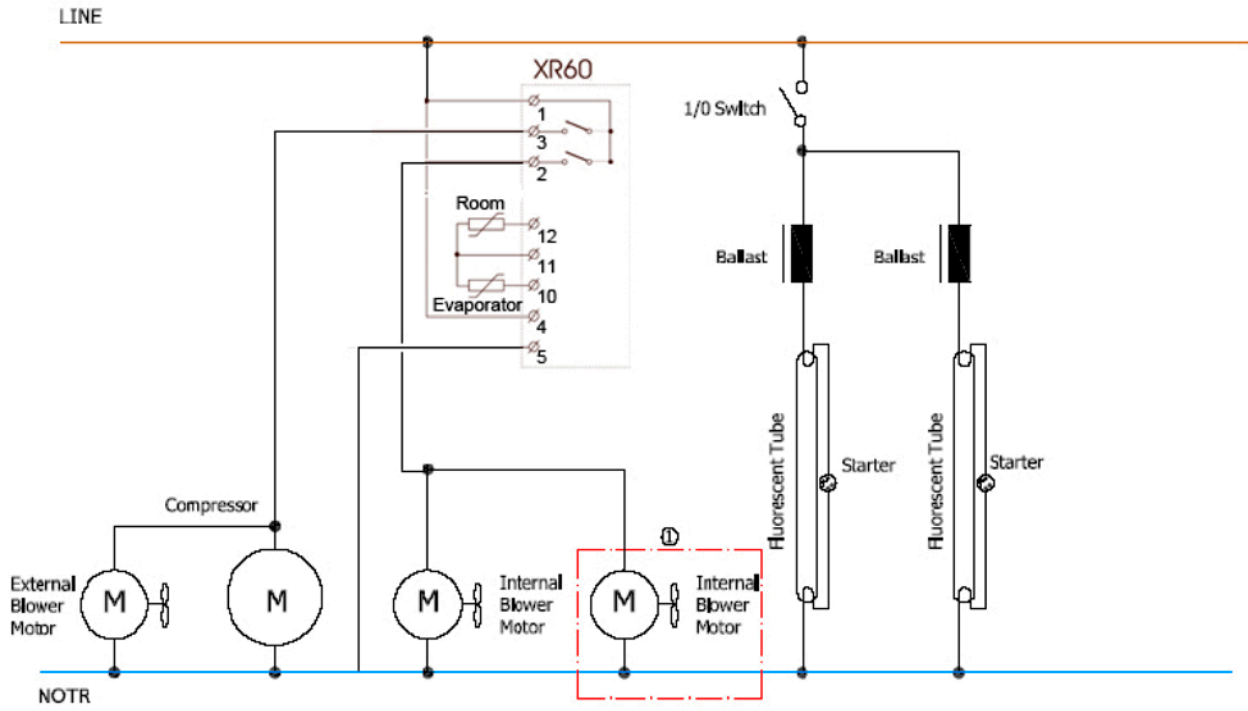 LINE
XR60
1
3
2
1/0 Switch
Room
12
11
10
Evaporator
4
5
Ballast
Ballast
Fluorescent Tube
Starter
Fluorescent Tube
Starter
Compressor
1
External
Blower
Motor
M
M
M
Internal
Blower
Motor
M
Internal
Blower
Motor
NOTR